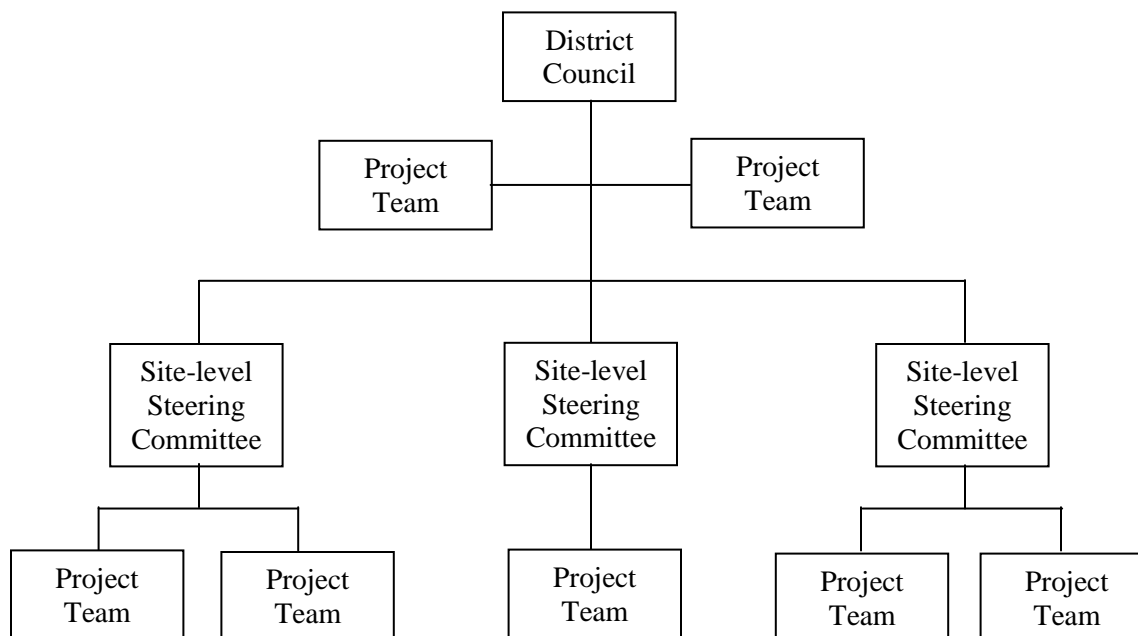 District
Council
Project
Team
Project
Team
Site-level
Steering
Committee
Site-level
Steering
Committee
Site-level
Steering
Committee
Project
Team
Project
Team
Project
Team
Project
Team
Project
Team